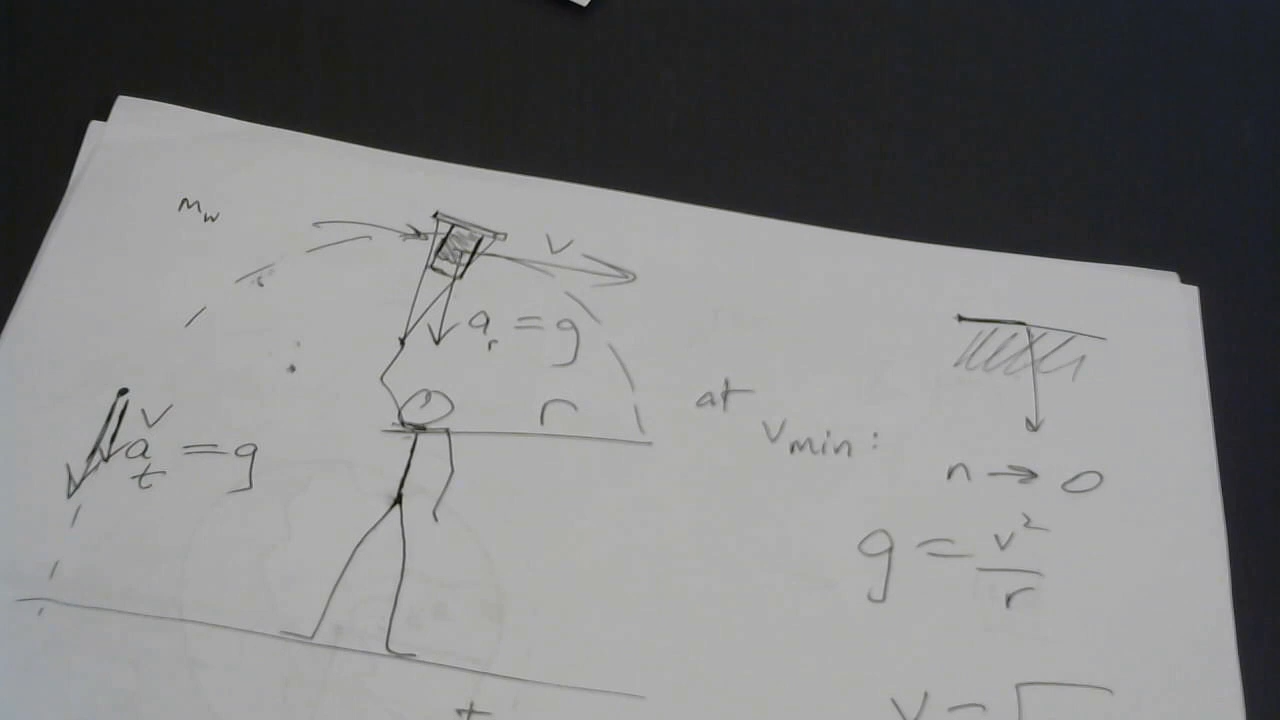 m_w
v
a_r = g
r
v
a_t = g
at
v_min:
n → 0
g = v²/r
v = √
t